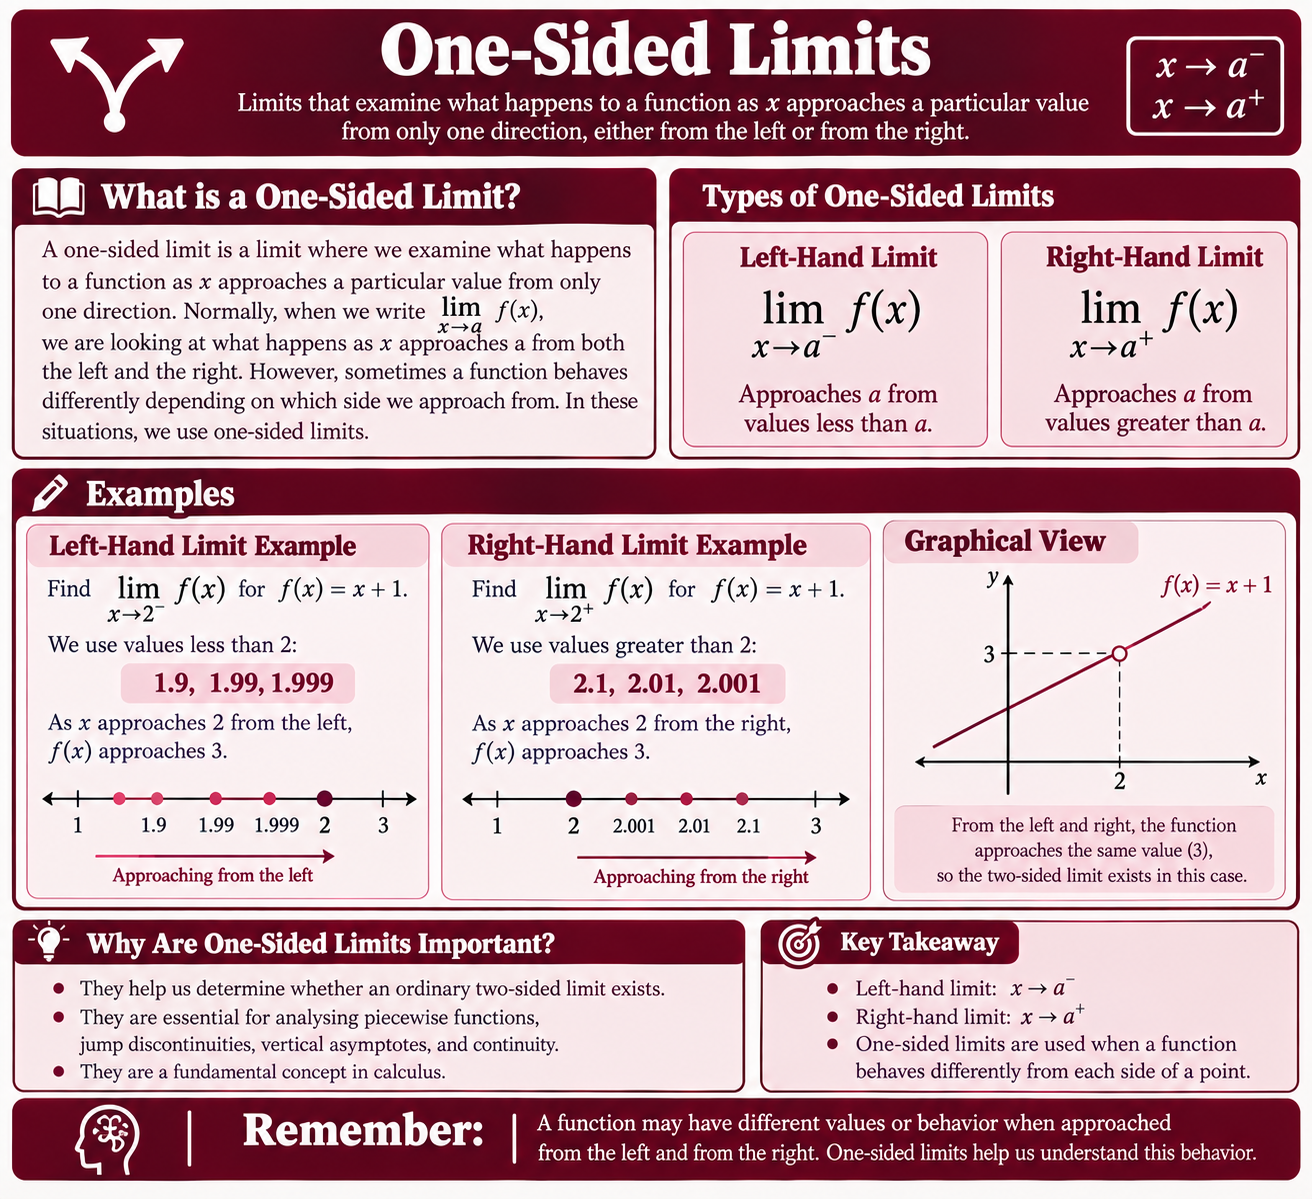 One-Sided Limits
Limits that examine what happens to a function as x approaches a particular value
from only one direction, either from the left or from the right.
x → a⁻
x → a⁺
What is a One-Sided Limit?
A one-sided limit is a limit where we examine what happens
to a function as x approaches a particular value from only
one direction. Normally, when we write lim f(x),
x→a
we are looking at what happens as x approaches a from both
the left and the right. However, sometimes a function behaves
differently depending on which side we approach from. In these
situations, we use one-sided limits.
Types of One-Sided Limits
Left-Hand Limit
lim f(x)
x→a⁻
Approaches a from
values less than a.
Right-Hand Limit
lim f(x)
x→a⁺
Approaches a from
values greater than a.
Examples
Left-Hand Limit Example
Find lim f(x) for f(x) = x + 1.
x→2⁻
We use values less than 2:
1.9, 1.99, 1.999
As x approaches 2 from the left,
f(x) approaches 3.
1 1.9 1.99 1.999 2 3
Approaching from the left
Right-Hand Limit Example
Find lim f(x) for f(x) = x + 1.
x→2⁺
We use values greater than 2:
2.1, 2.01, 2.001
As x approaches 2 from the right,
f(x) approaches 3.
1 2 2.001 2.01 2.1 3
Approaching from the right
Graphical View
y
f(x) = x + 1
3
2
x
From the left and right, the function
approaches the same value (3),
so the two-sided limit exists in this case.
Why Are One-Sided Limits Important?
● They help us determine whether an ordinary two-sided limit exists.
● They are essential for analysing piecewise functions,
jump discontinuities, vertical asymptotes, and continuity.
● They are a fundamental concept in calculus.
Key Takeaway
● Left-hand limit: x → a⁻
● Right-hand limit: x → a⁺
● One-sided limits are used when a function
behaves differently from each side of a point.
Remember:
A function may have different values or behavior when approached
from the left and from the right. One-sided limits help us understand this behavior.